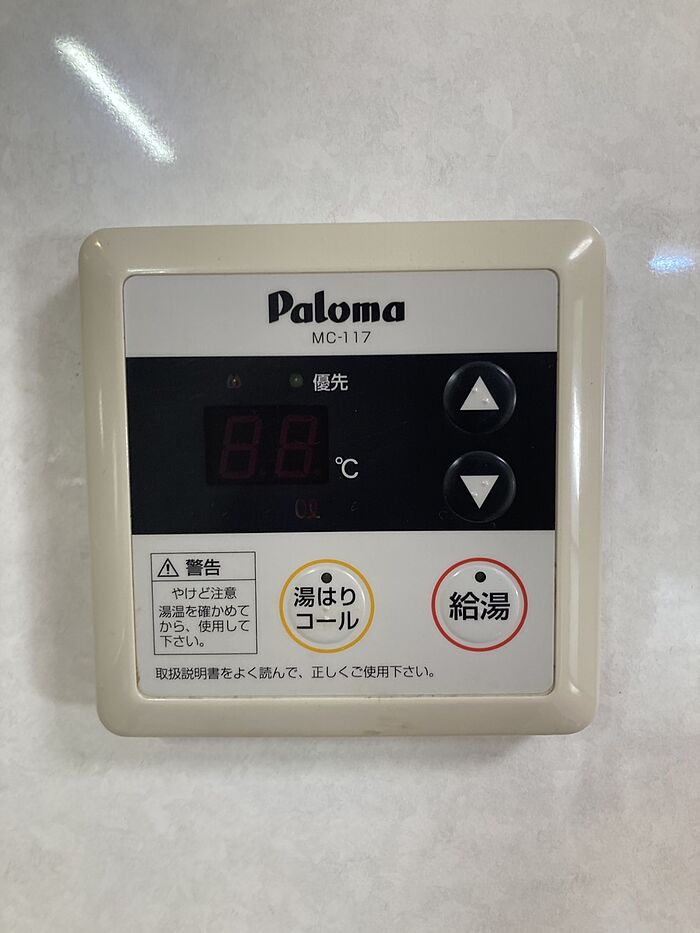 Paloma
MC-117
優先
88
℃
0ℓ
警告
やけど注意
湯温を確かめて
から、使用して
下さい。
湯はり
コール
給湯
取扱説明書をよく読んで、正しくご使用下さい。